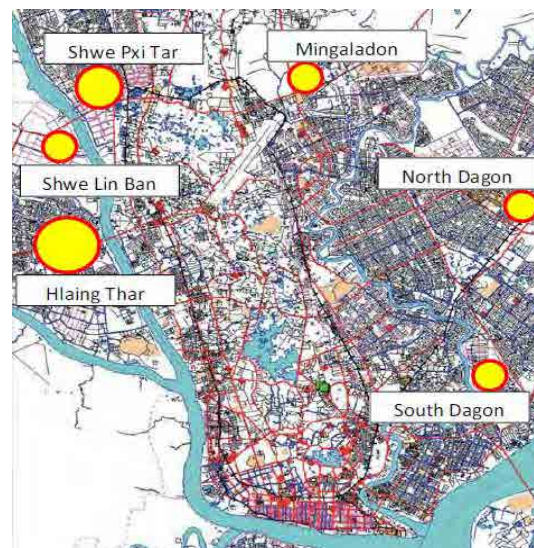 Shwe Pxi Tar
Mingaladon
Shwe Lin Ban
North Dagon
Hlaing Thar
South Dagon